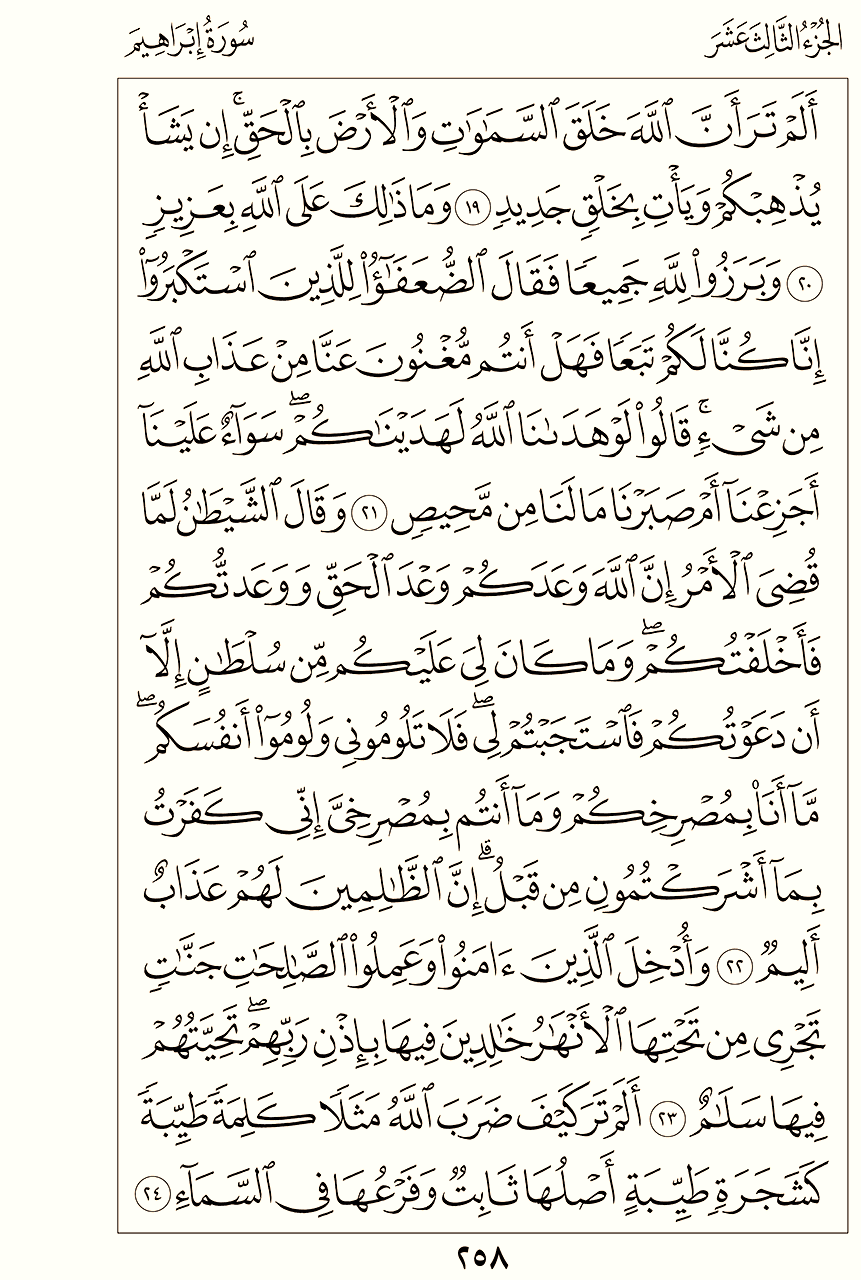 الجُزْءُ الثَّالِثَ عَشَرَ
سُورَةُ إِبْرَاهِيمَ
أَلَمْ تَرَ أَنَّ ٱللَّهَ خَلَقَ ٱلسَّمَٰوَٰتِ وَٱلْأَرْضَ بِٱلْحَقِّۚ إِن يَشَأْ
يُذْهِبْكُمْ وَيَأْتِ بِخَلْقٍ جَدِيدٍ ١٩ وَمَا ذَٰلِكَ عَلَى ٱللَّهِ بِعَزِيزٍ
٢٠ وَبَرَزُوا۟ لِلَّهِ جَمِيعًا فَقَالَ ٱلضُّعَفَٰٓؤُا۟ لِلَّذِينَ ٱسْتَكْبَرُوٓا۟
إِنَّا كُنَّا لَكُمْ تَبَعًا فَهَلْ أَنتُم مُّغْنُونَ عَنَّا مِنْ عَذَابِ ٱللَّهِ
مِن شَىْءٍۚ قَالُوا۟ لَوْ هَدَىٰنَا ٱللَّهُ لَهَدَيْنَٰكُمْۖ سَوَآءٌ عَلَيْنَآ
أَجَزِعْنَآ أَمْ صَبَرْنَا مَا لَنَا مِن مَّحِيصٍ ٢١ وَقَالَ ٱلشَّيْطَٰنُ لَمَّا
قُضِىَ ٱلْأَمْرُ إِنَّ ٱللَّهَ وَعَدَكُمْ وَعْدَ ٱلْحَقِّ وَوَعَدتُّكُمْ
فَأَخْلَفْتُكُمْۖ وَمَا كَانَ لِىَ عَلَيْكُم مِّن سُلْطَٰنٍ إِلَّآ
أَن دَعَوْتُكُمْ فَٱسْتَجَبْتُمْ لِىۖ فَلَا تَلُومُونِى وَلُومُوٓا۟ أَنفُسَكُمۖ
مَّآ أَنَا۠ بِمُصْرِخِكُمْ وَمَآ أَنتُم بِمُصْرِخِىَّ إِنِّى كَفَرْتُ
بِمَآ أَشْرَكْتُمُونِ مِن قَبْلُۗ إِنَّ ٱلظَّٰلِمِينَ لَهُمْ عَذَابٌ
أَلِيمٌ ٢٢ وَأُدْخِلَ ٱلَّذِينَ ءَامَنُوا۟ وَعَمِلُوا۟ ٱلصَّٰلِحَٰتِ جَنَّٰتٍ
تَجْرِى مِن تَحْتِهَا ٱلْأَنْهَٰرُ خَٰلِدِينَ فِيهَا بِإِذْنِ رَبِّهِمْۖ تَحِيَّتُهُمْ
فِيهَا سَلَٰمٌ ٢٣ أَلَمْ تَرَ كَيْفَ ضَرَبَ ٱللَّهُ مَثَلًا كَلِمَةً طَيِّبَةً
كَشَجَرَةٍ طَيِّبَةٍ أَصْلُهَا ثَابِتٌ وَفَرْعُهَا فِى ٱلسَّمَآءِ ٢٤
٢٥٨